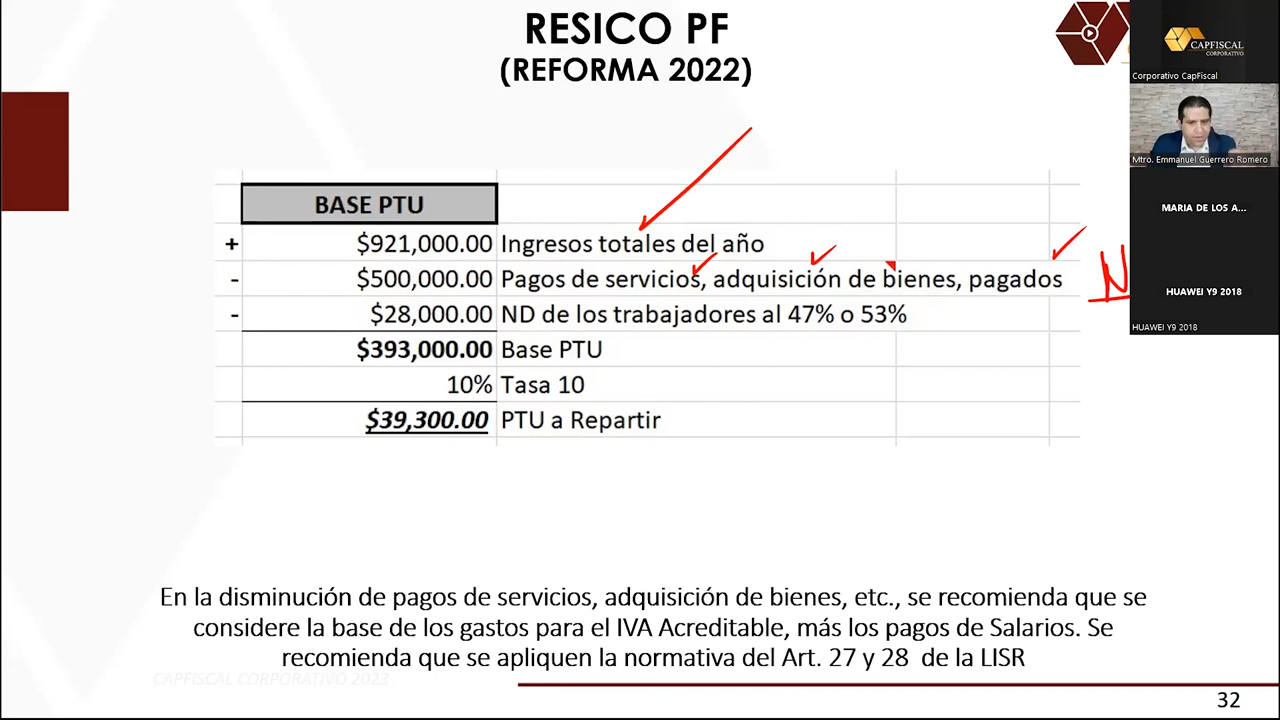 RESICO PF
(REFORMA 2022)
BASE PTU
+ $921,000.00 Ingresos totales del año
- $500,000.00 Pagos de servicios, adquisición de bienes, pagados
- $28,000.00 ND de los trabajadores al 47% o 53%
$393,000.00 Base PTU
10% Tasa 10
$39,300.00 PTU a Repartir
N
En la disminución de pagos de servicios, adquisición de bienes, etc., se recomienda que se
considere la base de los gastos para el IVA Acreditable, más los pagos de Salarios. Se
recomienda que se apliquen la normativa del Art. 27 y 28 de la LISR
CAPFISCAL CORPORATIVO 2023
32
CAPFISCAL
CORPORATIVO
Corporativo CapFiscal
Mtro. Emmanuel Guerrero Romero
MARIA DE LOS A...
HUAWEI Y9 2018
HUAWEI Y9 2018